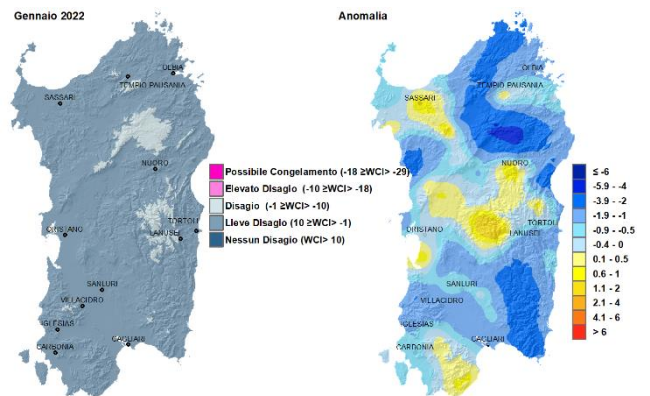 Gennaio 2022
OLBIA
TEMPIO PAUSANIA
SASSARI
NUORO
TORTOLI
ORISTANO
LANUSEI
SANLURI
VILLACIDRO
IGLESIAS
CAGLIARI
CARBONIA
Possibile Congelamento (-18 ≥WCI> -29)
Elevato DIsagio (-10 ≥WCI> -18)
Disagio (-1 ≥WCI> -10)
Lieve DIsagio (10 ≥WCI> -1)
Nessun Disagio (WCI> 10)
Anomalia
OLBIA
TEMPIO PAUSANIA
SASSARI
NUORO
TORTOLI
ORISTANO
LANUSEI
SANLURI
VILLACIDRO
IGLESIAS
CAGLIARI
CARBONIA
≤ -6
-5.9 - -4
-3.9 - -2
-1.9 - -1
-0.9 - -0.5
-0.4 - 0
0.1 - 0.5
0.6 - 1
1.1 - 2
2.1 - 4
4.1 - 6
> 6